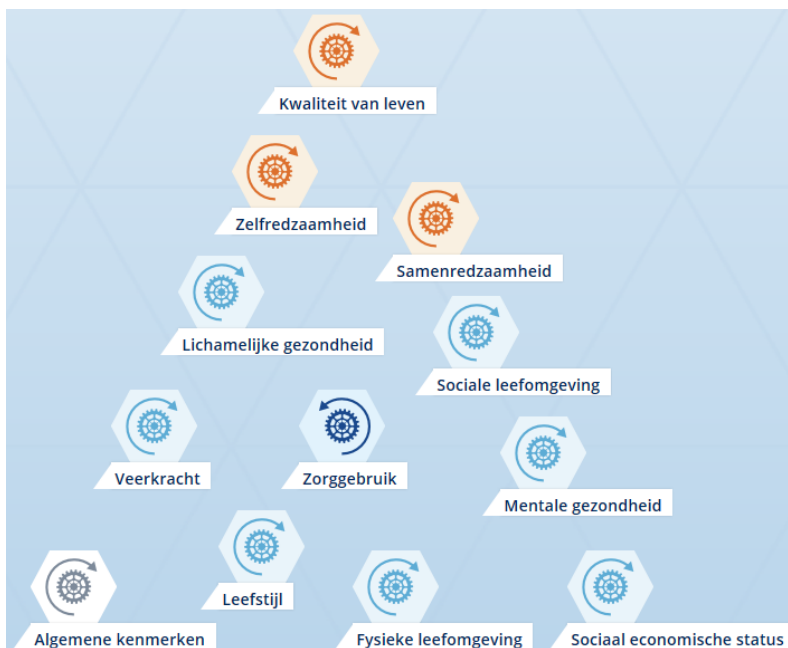 Kwaliteit van leven
Zelfredzaamheid
Samenredzaamheid
Lichamelijke gezondheid
Sociale leefomgeving
Veerkracht
Zorggebruik
Mentale gezondheid
Leefstijl
Algemene kenmerken
Fysieke leefomgeving
Sociaal economische status